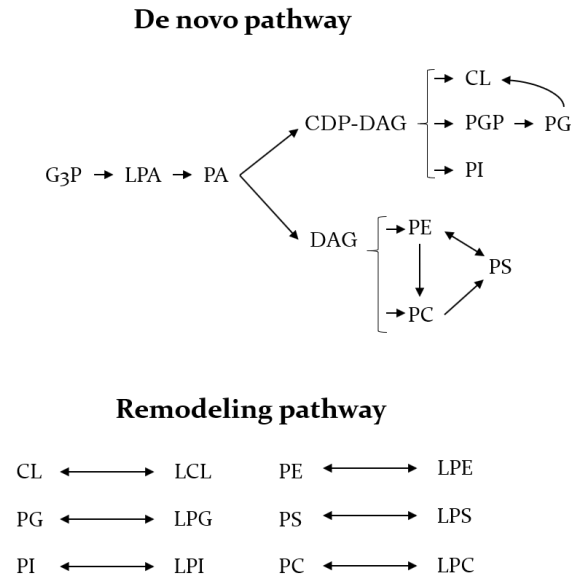 De novo pathway
CL
CDP-DAG PGP PG
G3P LPA PA PI
DAG PE
PS
PC
Remodeling pathway
CL LCL PE LPE
PG LPG PS LPS
PI LPI PC LPC